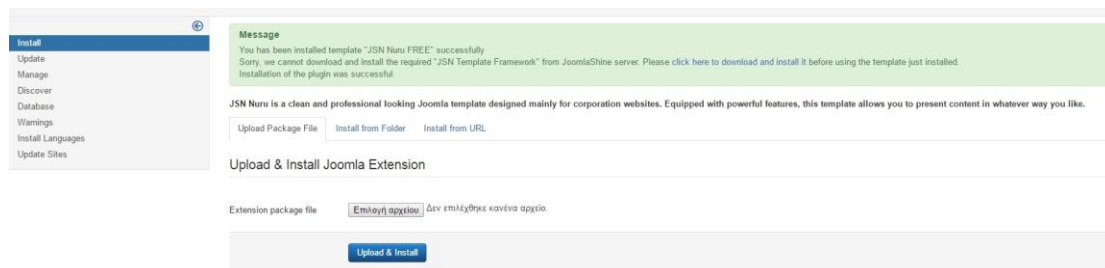 Install
Update
Manage
Discover
Database
Warnings
Install Languages
Update Sites
Message
You has been installed template "JSN Nuru FREE" successfully
Sorry, we cannot download and install the required "JSN Template Framework" from JoomlaShine server. Please click here to download and install it before using the template just installed.
Installation of the plugin was successful.
JSN Nuru is a clean and professional looking Joomla template designed mainly for corporation websites. Equipped with powerful features, this template allows you to present content in whatever way you like.
Upload Package File Install from Folder Install from URL
Upload & Install Joomla Extension
Extension package file Επιλογή αρχείου Δεν επιλέχθηκε κανένα αρχείο.
Upload & Install